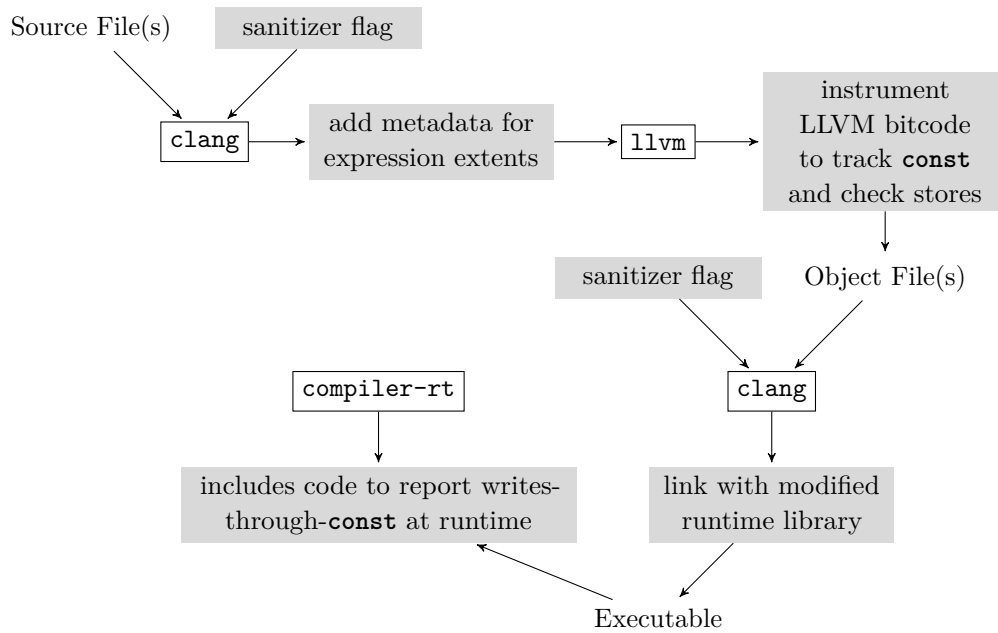 Source File(s)
sanitizer flag
clang
add metadata for
expression extents
llvm
instrument
LLVM bitcode
to track const
and check stores
sanitizer flag
Object File(s)
compiler-rt
clang
includes code to report writes-
through-const at runtime
link with modified
runtime library
Executable